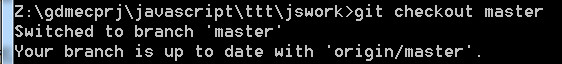 Z:\gdmecprj\javascript\ttt\jswork>git checkout master
Switched to branch 'master'
Your branch is up to date with 'origin/master'.